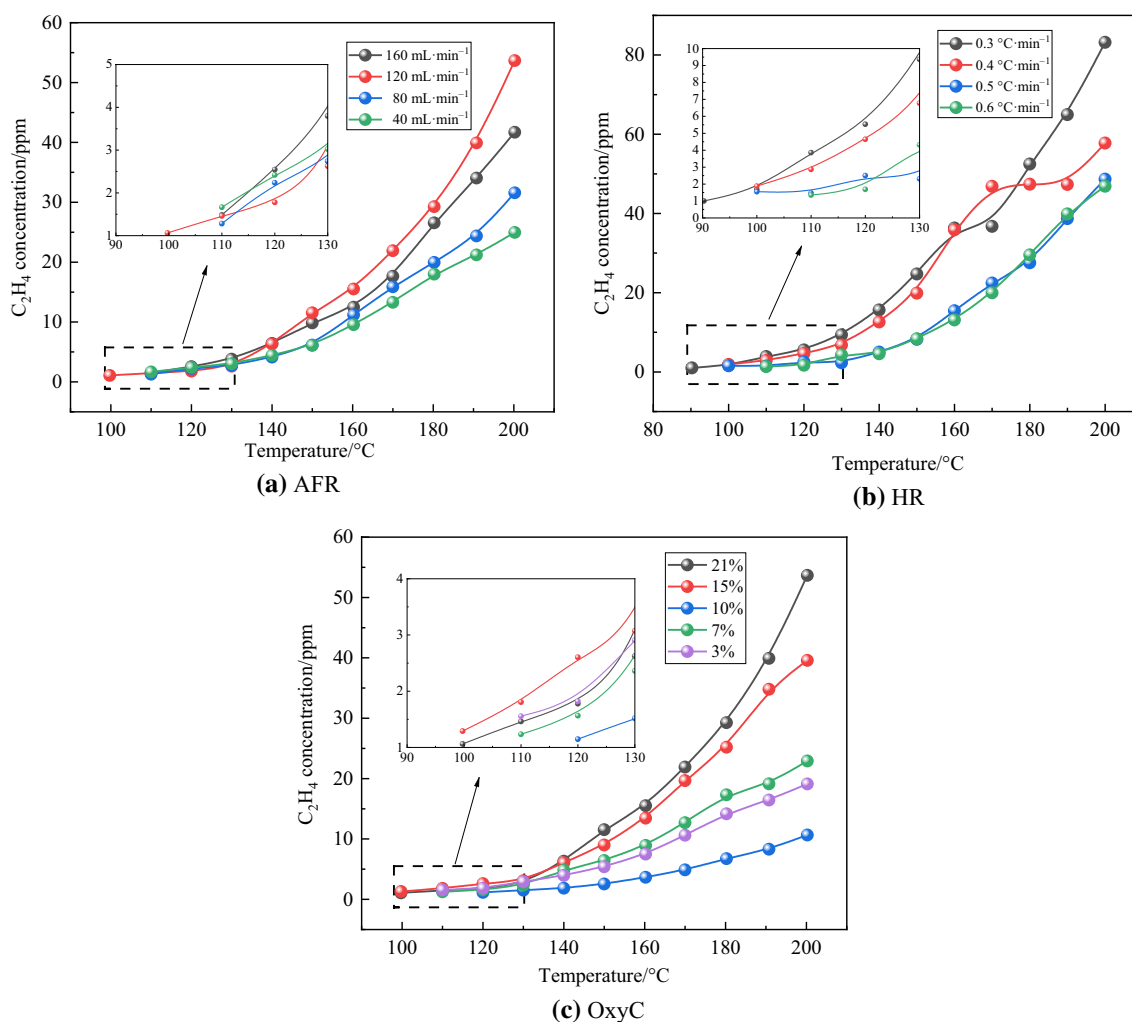 60
50
40
30
20
10
0
C₂H₄ concentration/ppm
160 mL·min⁻¹
120 mL·min⁻¹
80 mL·min⁻¹
40 mL·min⁻¹
5
4
3
2
1
90 100 110 120 130
100 120 140 160 180 200
Temperature/°C
(a) AFR
80
60
40
20
0
C₂H₄ concentration/ppm
0.3 °C·min⁻¹
0.4 °C·min⁻¹
0.5 °C·min⁻¹
0.6 °C·min⁻¹
10
9
8
7
6
5
4
3
2
1
0
90 100 110 120 130
80 100 120 140 160 180 200
Temperature/°C
(b) HR
60
50
40
30
20
10
0
C₂H₄ concentration/ppm
21%
15%
10%
7%
3%
4
3
2
1
90 100 110 120 130
100 120 140 160 180 200
Temperature/°C
(c) OxyC